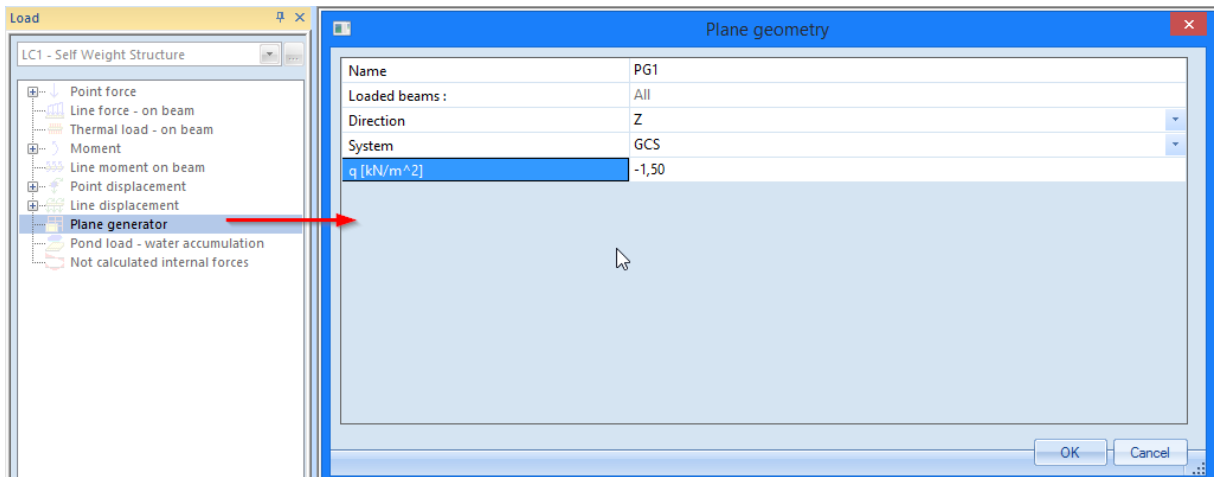 Load
LC1 - Self Weight Structure
Point force
Line force - on beam
Thermal load - on beam
Moment
Line moment on beam
Point displacement
Line displacement
Plane generator
Pond load - water accumulation
Not calculated internal forces
Plane geometry
Name PG1
Loaded beams : All
Direction Z
System GCS
q [kN/m^2] -1,50
OK Cancel